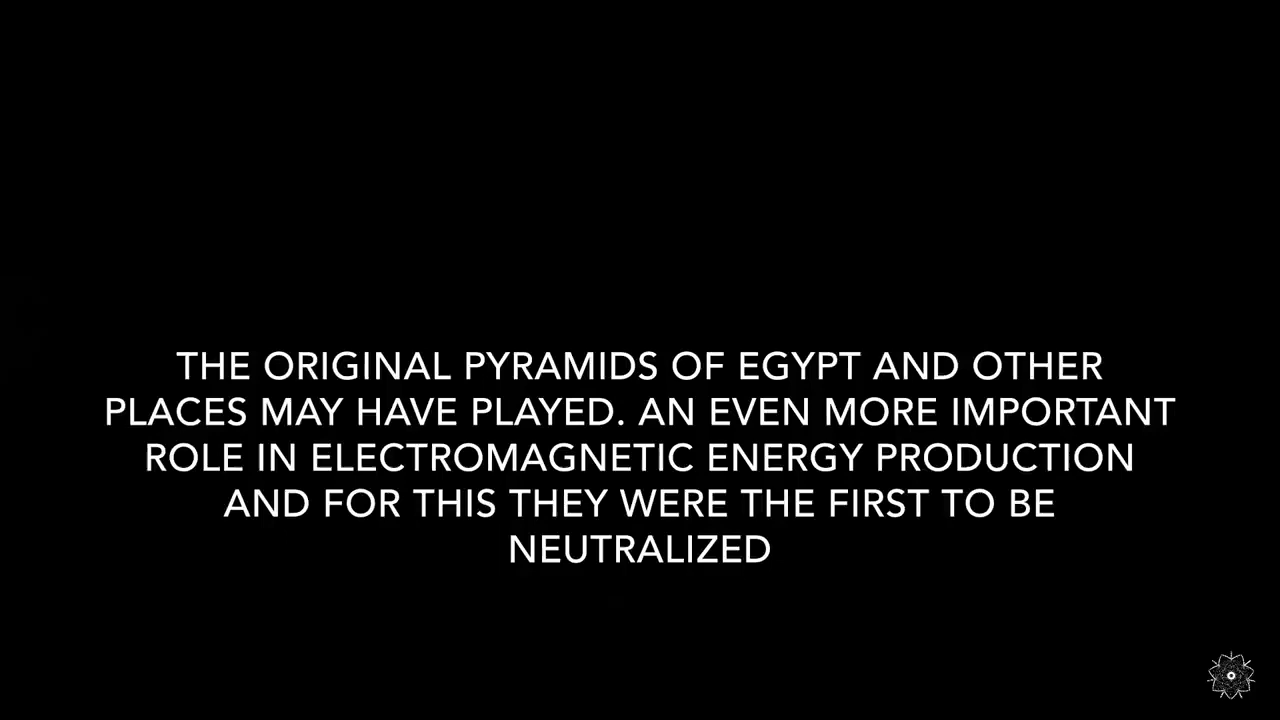 THE ORIGINAL PYRAMIDS OF EGYPT AND OTHER
PLACES MAY HAVE PLAYED. AN EVEN MORE IMPORTANT
ROLE IN ELECTROMAGNETIC ENERGY PRODUCTION
AND FOR THIS THEY WERE THE FIRST TO BE
NEUTRALIZED